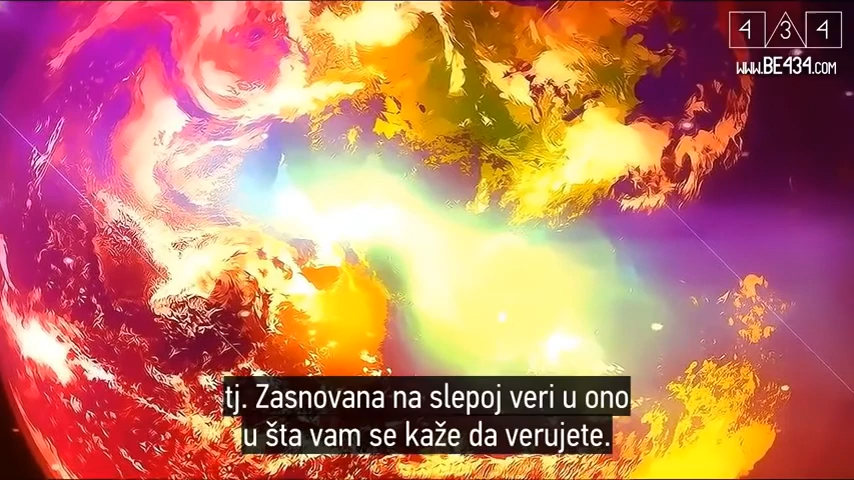 4 3 4
www.BE434.com
tj. Zasnovana na slepoj veri u ono
u šta vam se kaže da verujete.